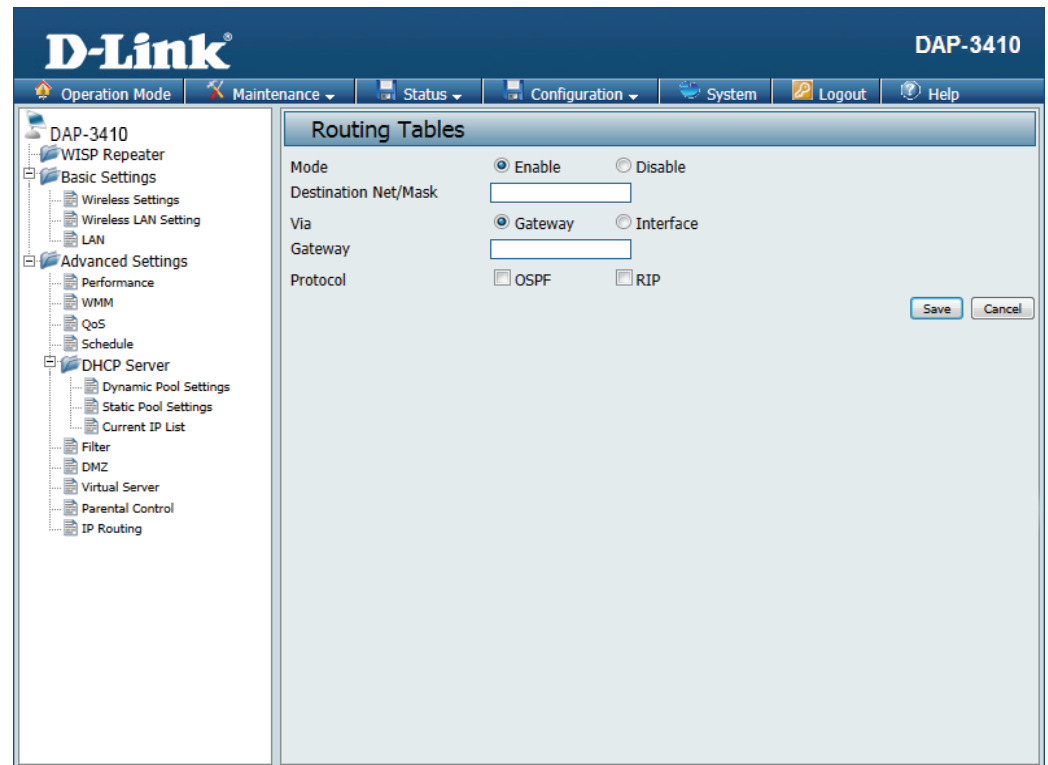 D-Link®
DAP-3410
Operation Mode Maintenance Status Configuration System Logout Help
DAP-3410
WISP Repeater
Basic Settings
Wireless Settings
Wireless LAN Setting
LAN
Advanced Settings
Performance
WMM
QoS
Schedule
DHCP Server
Dynamic Pool Settings
Static Pool Settings
Current IP List
Filter
DMZ
Virtual Server
Parental Control
IP Routing
Routing Tables
Mode Enable Disable
Destination Net/Mask
Via Gateway Interface
Gateway
Protocol OSPF RIP
Save Cancel